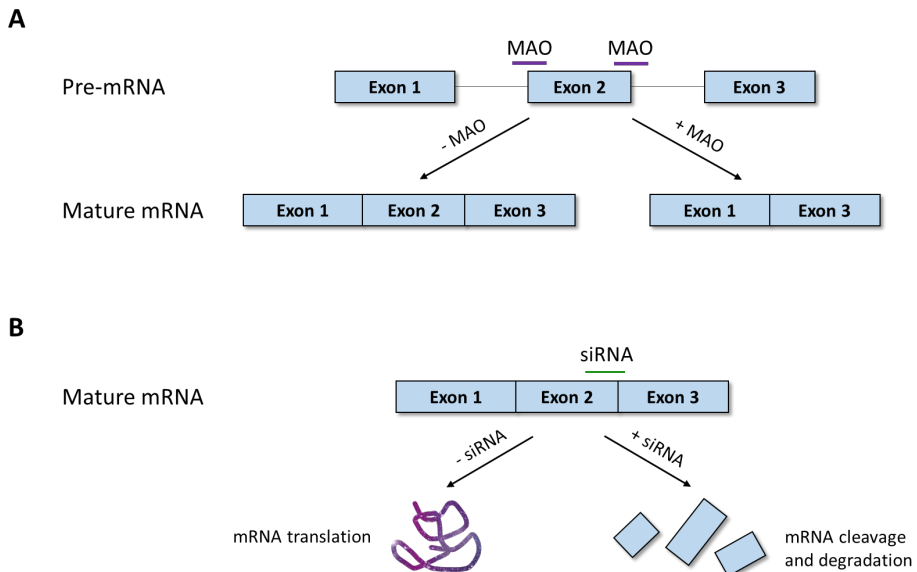 A
MAO MAO
Pre-mRNA Exon 1 Exon 2 Exon 3
- MAO + MAO
Mature mRNA Exon 1 Exon 2 Exon 3 Exon 1 Exon 3
B
siRNA
Mature mRNA Exon 1 Exon 2 Exon 3
- siRNA + siRNA
mRNA translation
mRNA cleavage
and degradation